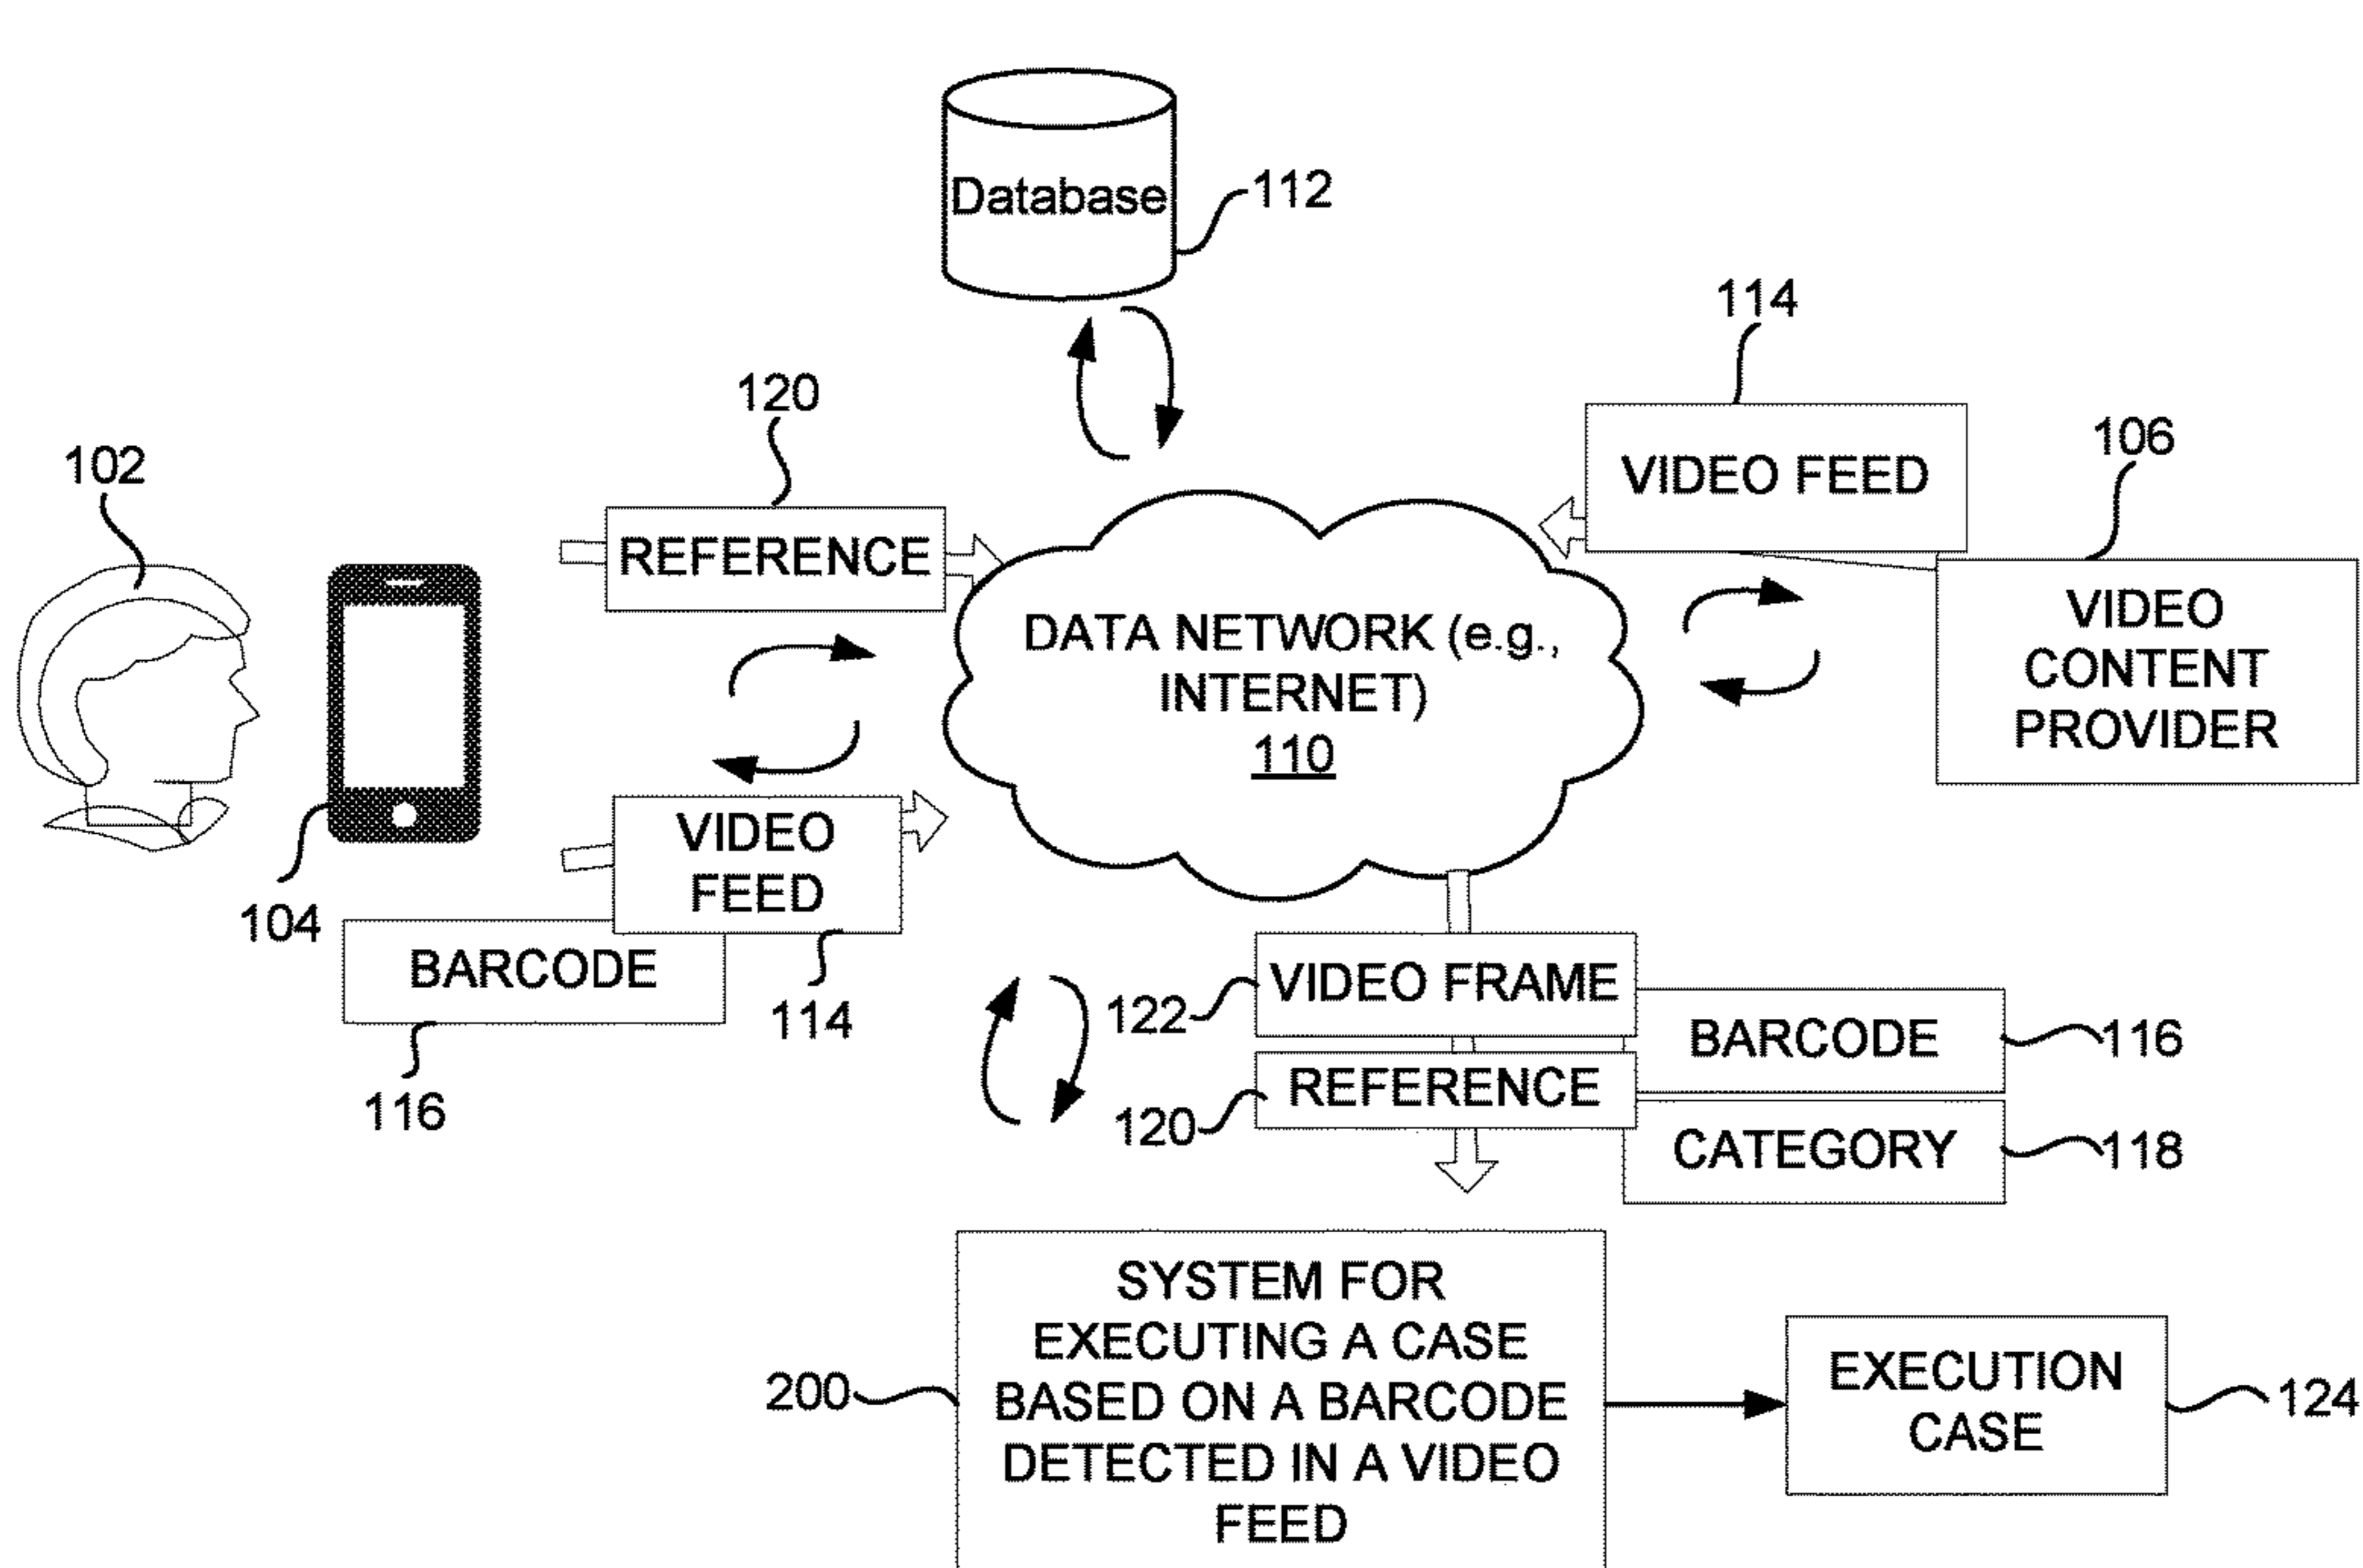 Database
112
114
VIDEO FEED
106
120
102
REFERENCE
VIDEO
CONTENT
PROVIDER
DATA NETWORK (e.g.,
INTERNET)
110
VIDEO
FEED
104
BARCODE
114
116
VIDEO FRAME
122
BARCODE
116
REFERENCE
120
CATEGORY
118
SYSTEM FOR
EXECUTING A CASE
BASED ON A BARCODE
DETECTED IN A VIDEO
FEED
200
EXECUTION
CASE
124